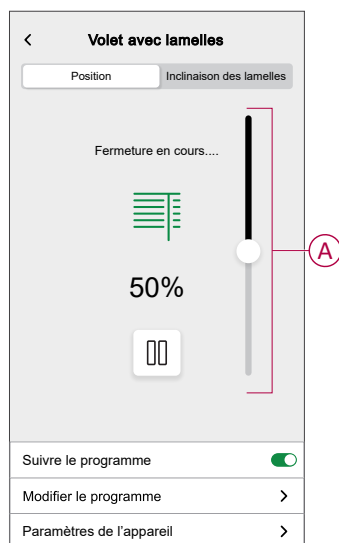 Volet avec lamelles
Position
Inclinaison des lamelles
Fermeture en cours....
A
50%
Suivre le programme
Modifier le programme
Paramètres de l'appareil